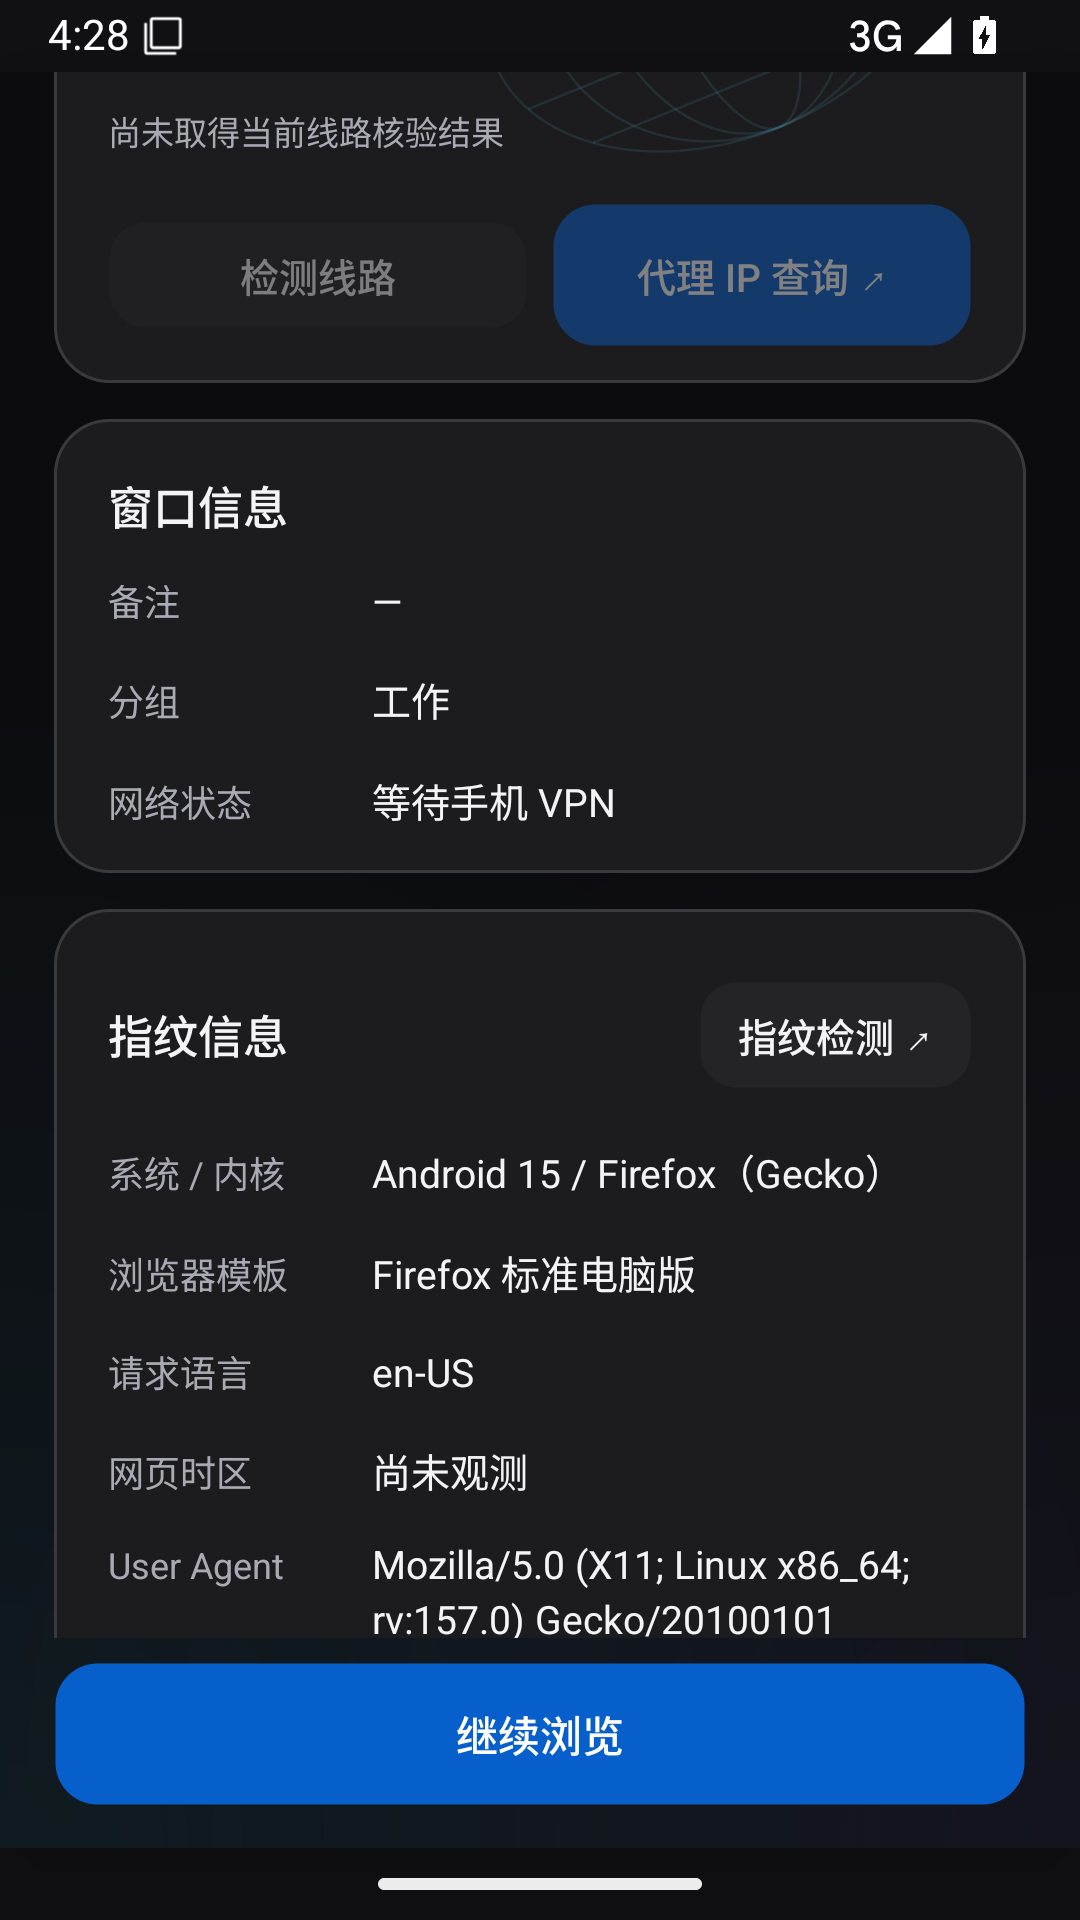 4:28
3G
尚未取得当前线路核验结果
检测线路
代理 IP 查询 ↗
窗口信息
备注 —
分组 工作
网络状态 等待手机 VPN
指纹信息
指纹检测 ↗
系统 / 内核 Android 15 / Firefox（Gecko）
浏览器模板 Firefox 标准电脑版
请求语言 en-US
网页时区 尚未观测
User Agent Mozilla/5.0 (X11; Linux x86_64;
rv:157.0) Gecko/20100101
继续浏览